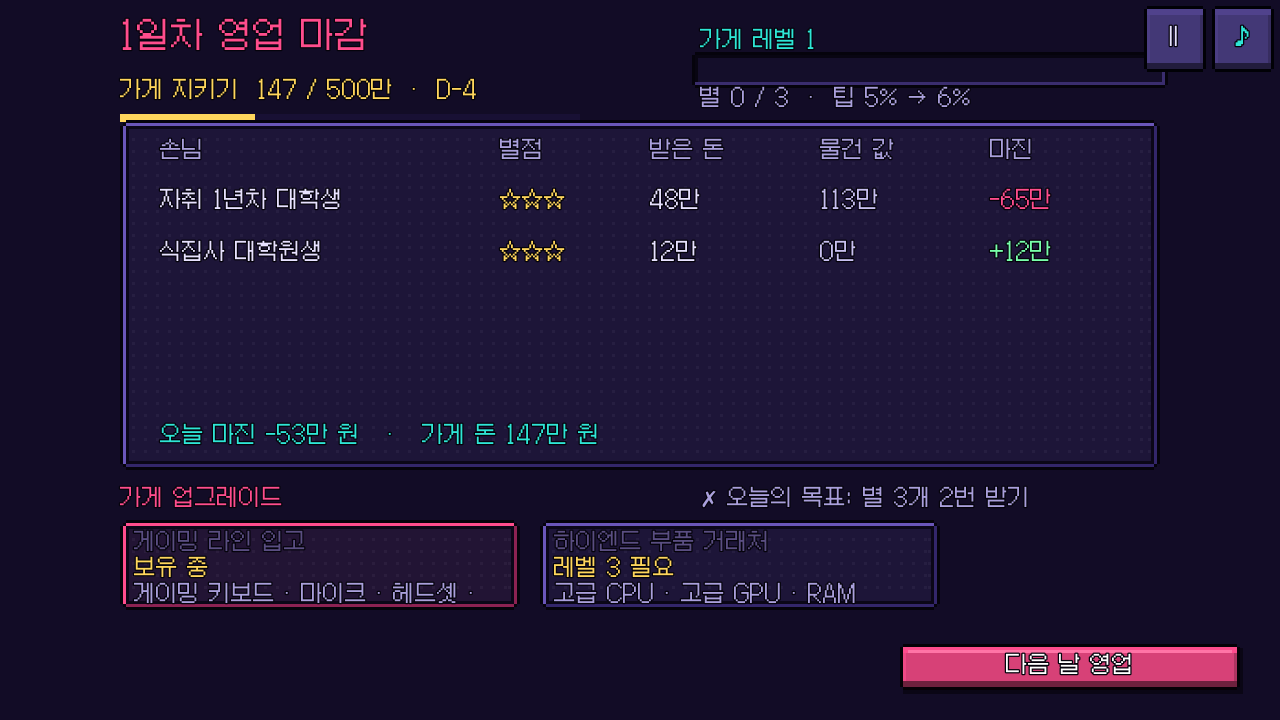 1일차 영업 마감
가게 레벨 1
가게 지키기 147 / 500만 · D-4
별 0 / 3 · 팁 5% → 6%
손님 별점 받은 돈 물건 값 마진
자취 1년차 대학생 ☆☆☆ 48만 113만 -65만
식집사 대학원생 ☆☆☆ 12만 0만 +12만
오늘 마진 -53만 원 · 가게 돈 147만 원
가게 업그레이드
✗ 오늘의 목표: 별 3개 2번 받기
게이밍 라인 입고
보유 중
게이밍 키보드 · 마이크 · 헤드셋 ·
하이엔드 부품 거래처
레벨 3 필요
고급 CPU · 고급 GPU · RAM
다음 날 영업